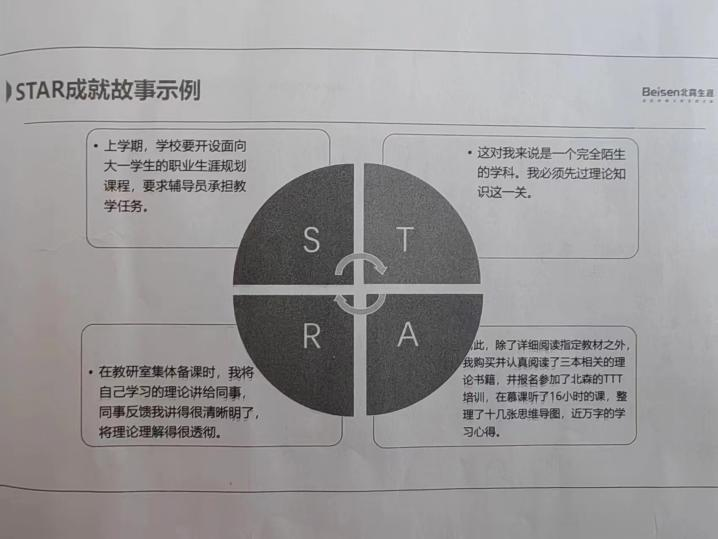 STAR成就故事示例
Beisen北森生涯
• 上学期，学校要开设面向
大一学生的职业生涯规划
课程，要求辅导员承担教
学任务。
• 这对我来说是一个完全陌生
的学科。我必须先过理论知
识这一关。
S
T
R
A
• 在教研室集体备课时，我将
自己学习的理论讲给同事，
同事反馈我讲得很清晰明了，
将理论理解得很透彻。
此，除了详细阅读指定教材之外，
我购买并认真阅读了三本相关的理
论书籍，并报名参加了北森的TTT
培训，在慕课听了16小时的课，整
理了十几张思维导图，近万字的学
习心得。